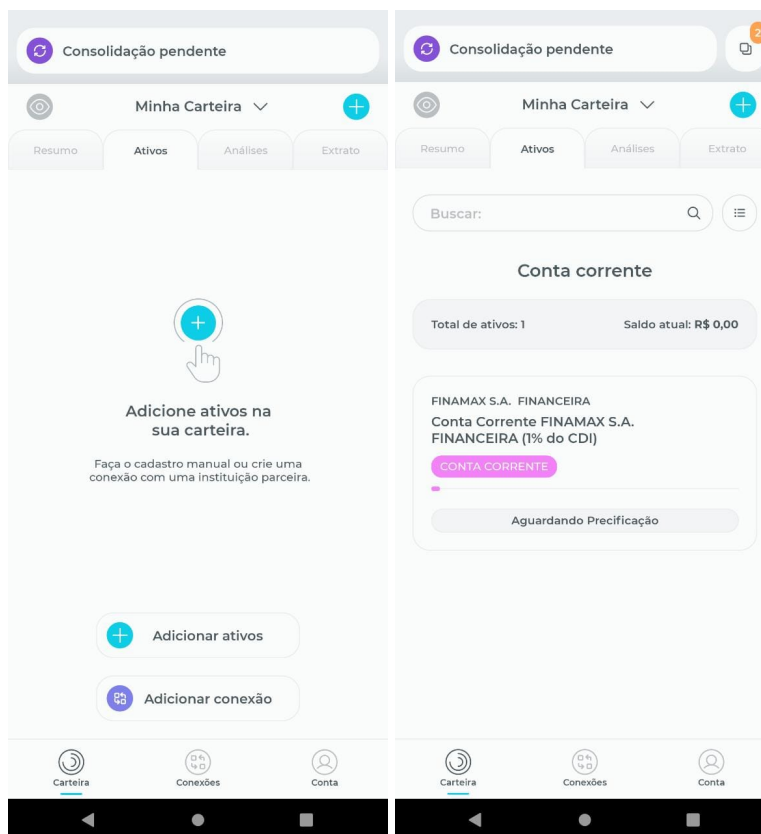 Consolidação pendente
Minha Carteira
Resumo
Ativos
Análises
Extrato
Adicione ativos na
sua carteira.
Faça o cadastro manual ou crie uma
conexão com uma instituição parceira.
Adicionar ativos
Adicionar conexão
Carteira
Conexões
Conta
Consolidação pendente
2
Minha Carteira
Resumo
Ativos
Análises
Extrato
Buscar:
Conta corrente
Total de ativos: 1
Saldo atual: R$ 0,00
FINAMAX S.A. FINANCEIRA
Conta Corrente FINAMAX S.A.
FINANCEIRA (1% do CDI)
CONTA CORRENTE
Aguardando Precificação
Carteira
Conexões
Conta